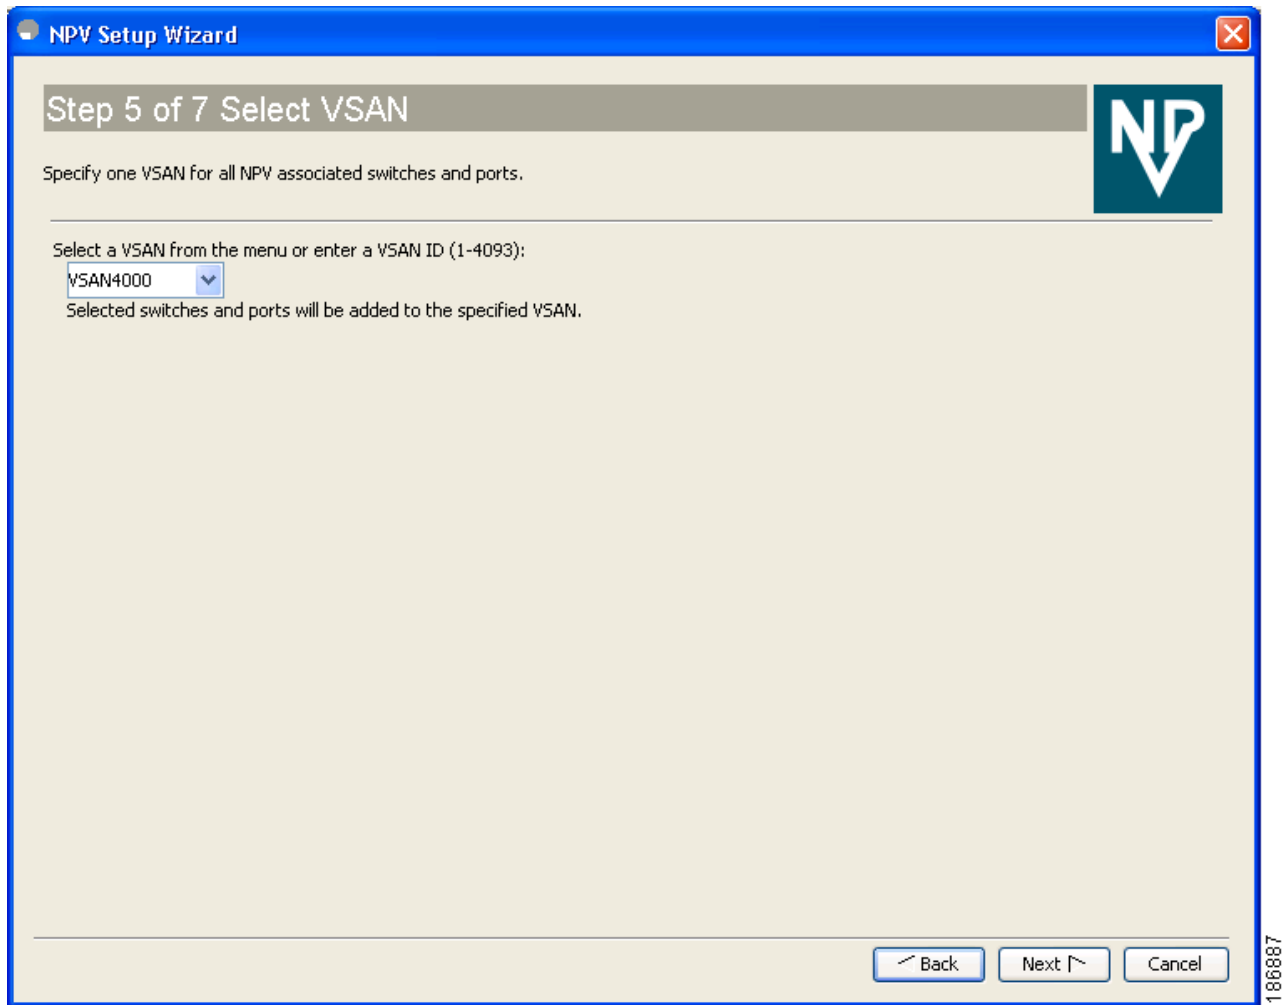 NPV Setup Wizard
Step 5 of 7 Select VSAN
NPV
Specify one VSAN for all NPV associated switches and ports.
Select a VSAN from the menu or enter a VSAN ID (1-4093):
VSAN4000
Selected switches and ports will be added to the specified VSAN.
Back
Next
Cancel
186887